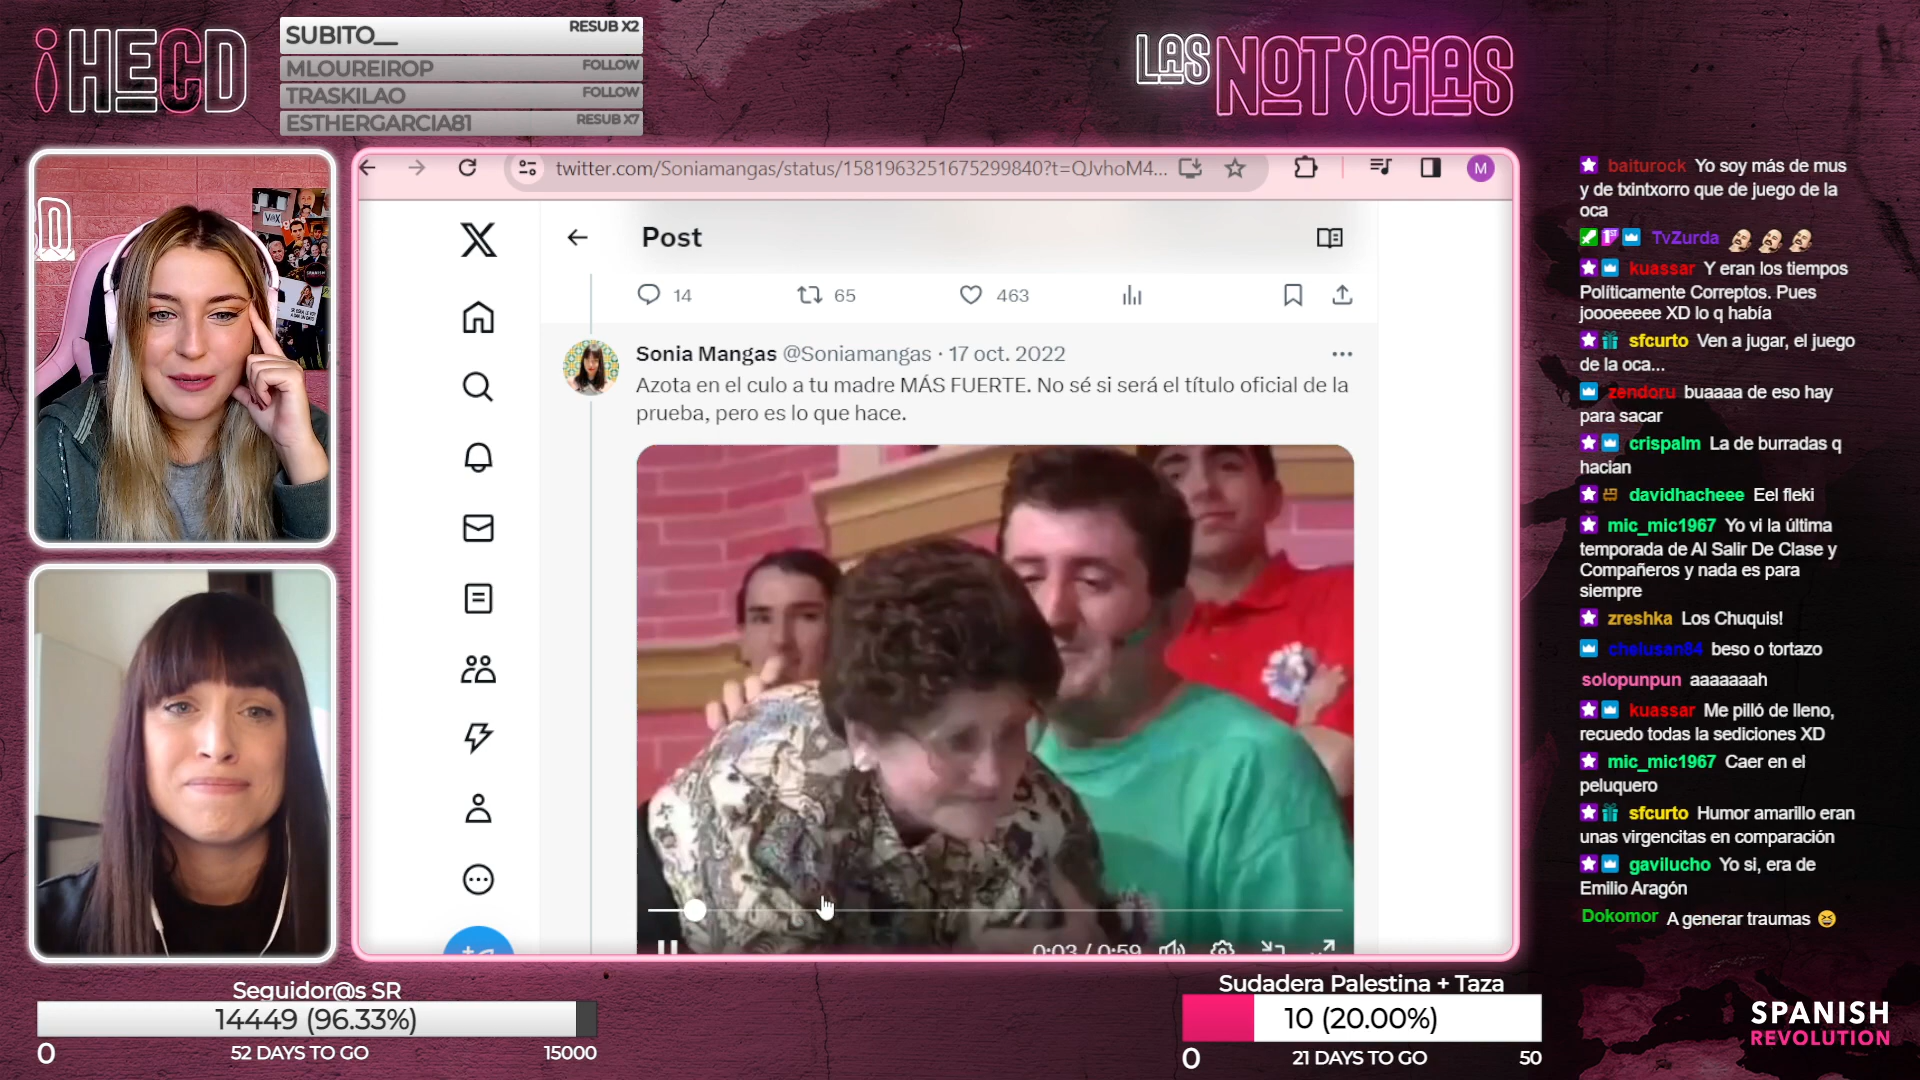 ¡HECD
SUBITO__ RESUB X2
MLOUREIROP FOLLOW
TRASKILAO FOLLOW
ESTHERGARCIA81 RESUB X7
LAS NOTICIAS
twitter.com/Soniamangas/status/1581963251675299840?t=QJvhoM4...
M
Post
14 65 463
Sonia Mangas @Soniamangas · 17 oct. 2022
Azota en el culo a tu madre MÁS FUERTE. No sé si será el título oficial de la
prueba, pero es lo que hace.
0:03 / 0:59
VOX
baiturock Yo soy más de mus
y de txintxorro que de juego de la
oca
TvZurda
kuassar Y eran los tiempos
Políticamente Correptos. Pues
joooeeeee XD lo q había
sfcurto Ven a jugar, el juego
de la oca...
zendoru buaaaa de eso hay
para sacar
crispalm La de burradas q
hacian
davidhacheee Eel fleki
mic_mic1967 Yo vi la última
temporada de Al Salir De Clase y
Compañeros y nada es para
siempre
zreshka Los Chuquis!
chelusan84 beso o tortazo
solopunpun aaaaaaah
kuassar Me pilló de lleno,
recuedo todas la sediciones XD
mic_mic1967 Caer en el
peluquero
sfcurto Humor amarillo eran
unas virgencitas en comparación
gavilucho Yo si, era de
Emilio Aragón
Dokomor A generar traumas
Seguidor@s SR
14449 (96.33%)
0 52 DAYS TO GO 15000
Sudadera Palestina + Taza
10 (20.00%)
0 21 DAYS TO GO 50
SPANISH
REVOLUTION